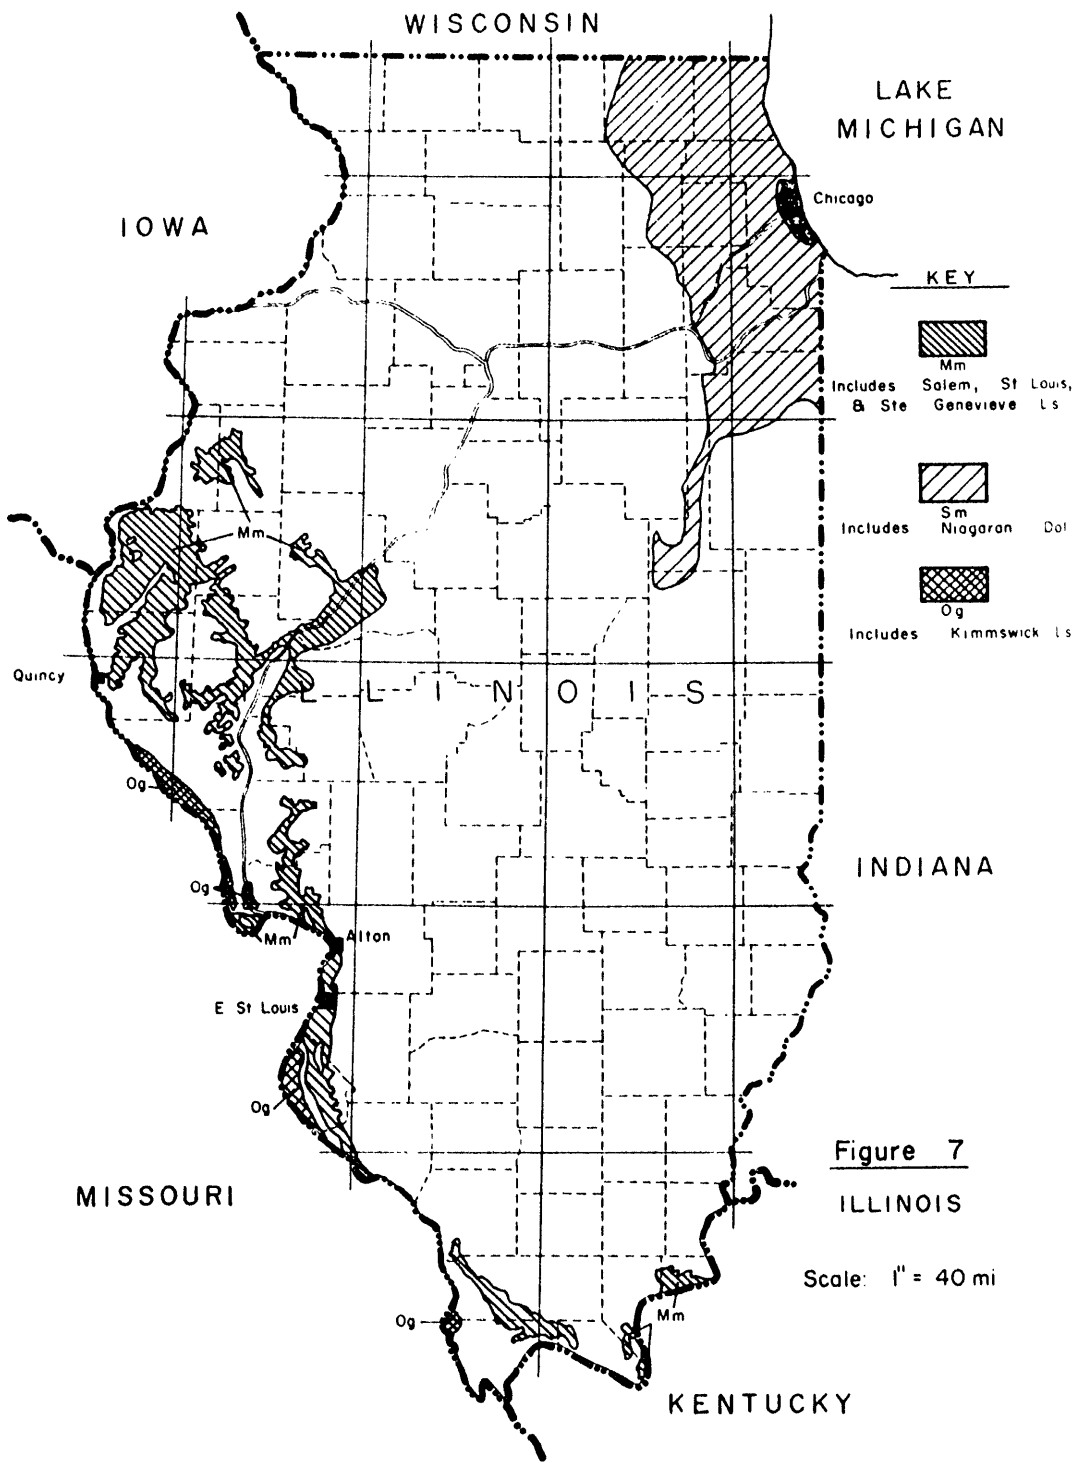 WISCONSIN
LAKE
MICHIGAN
Chicago
IOWA
KEY
Mm
Includes Salem, St Louis,
& Ste Genevieve Ls
Sm
Includes Niagaran Dol
Og
Includes Kimmswick Ls
Mm
Quincy
L L I N O I S
Og
INDIANA
Og
Mm
Alton
E St Louis
Og
Figure 7
MISSOURI
ILLINOIS
Scale: 1" = 40 mi
Og
Mm
KENTUCKY